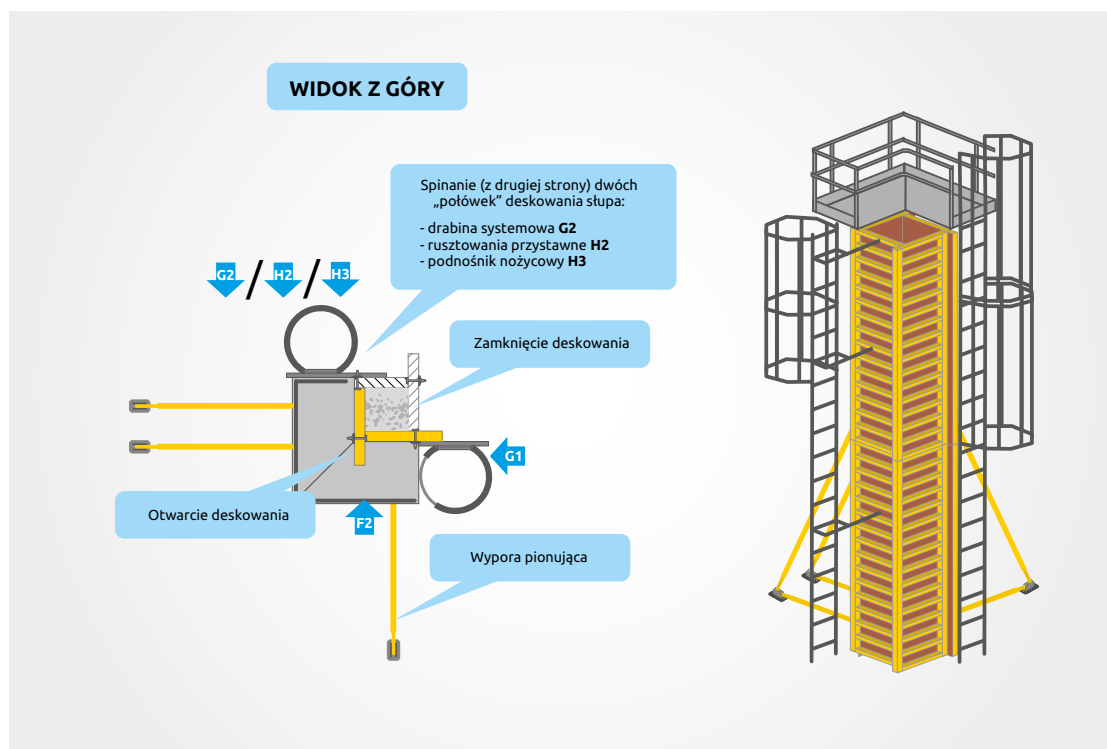 WIDOK Z GÓRY
Spinanie (z drugiej strony) dwóch
„połówek” deskowania słupa:
- drabina systemowa G2
- rusztowania przystawne H2
- podnośnik nożycowy H3
G2 / H2 / H3
Zamknięcie deskowania
G1
Otwarcie deskowania
F2
Wypora pionująca